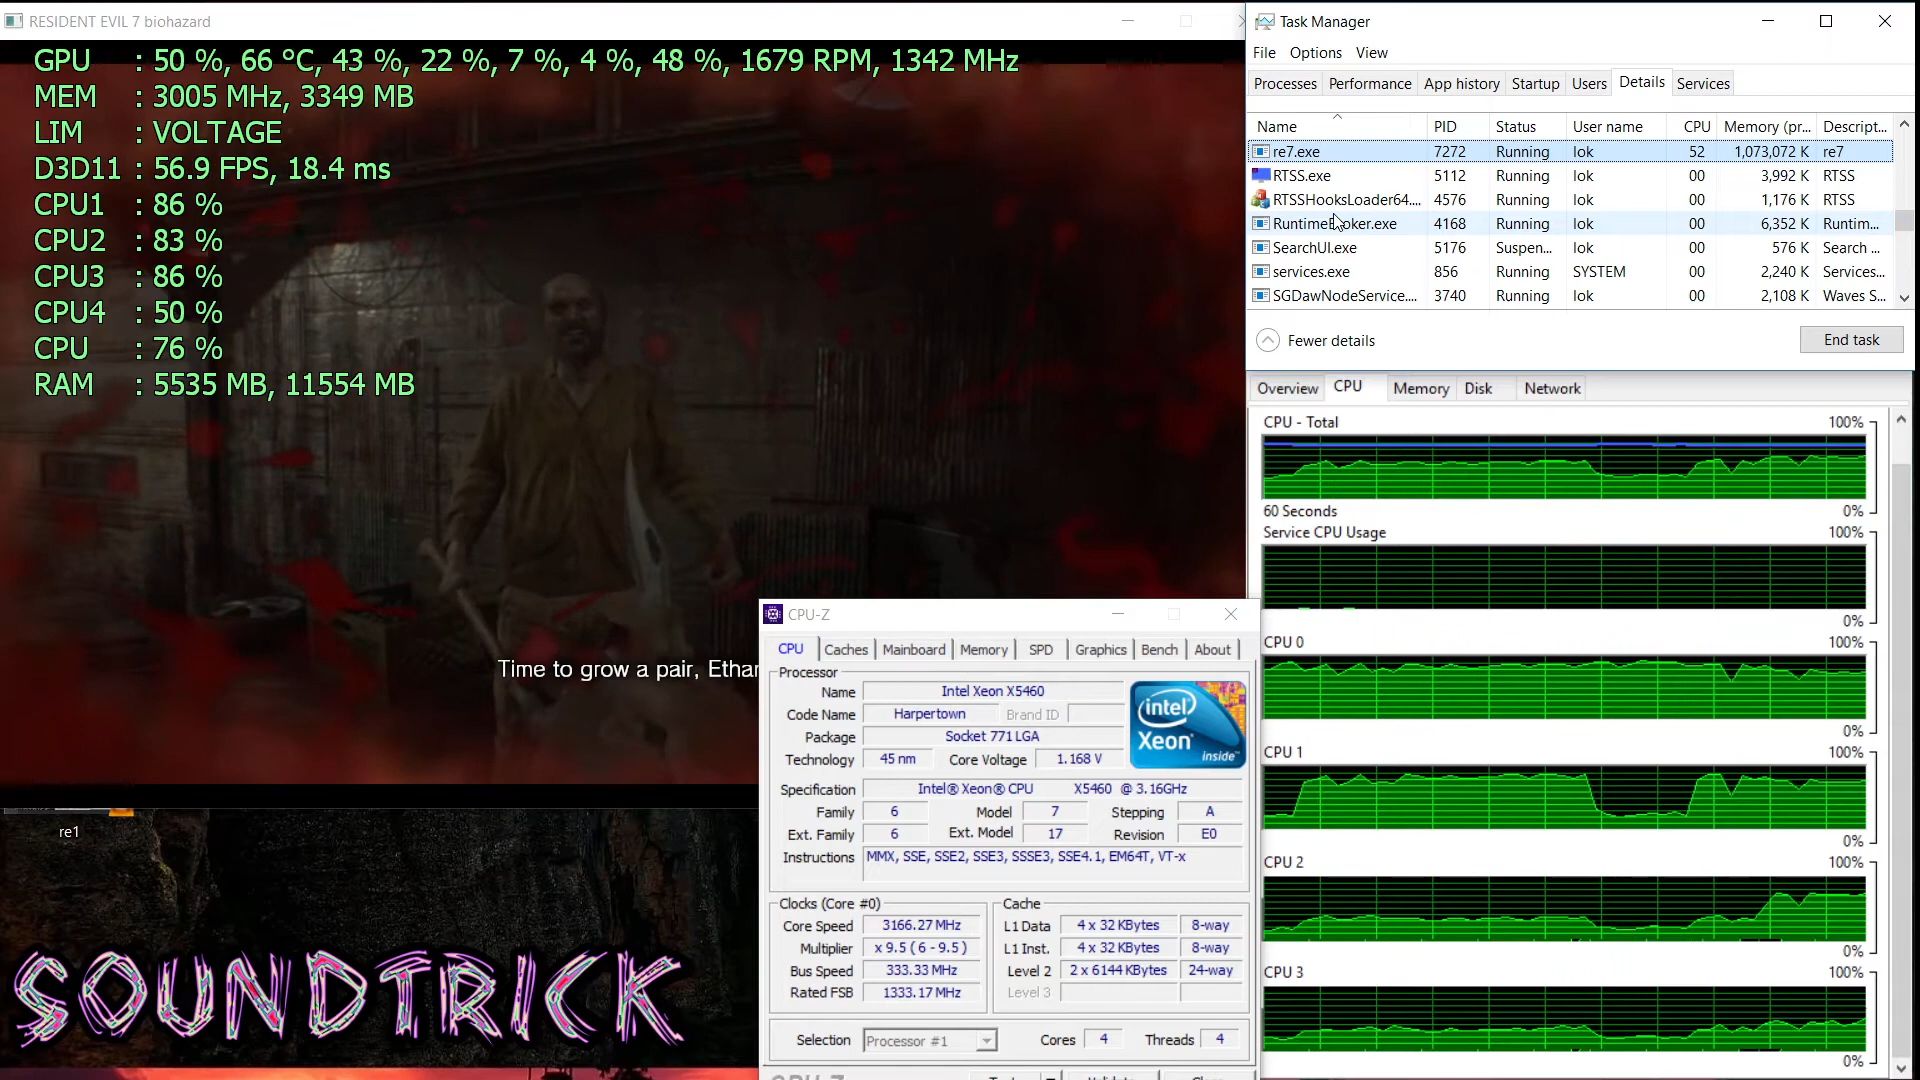 RESIDENT EVIL 7 biohazard
GPU : 50 %, 66 °C, 43 %, 22 %, 7 %, 4 %, 48 %, 1679 RPM, 1342 MHz
MEM : 3005 MHz, 3349 MB
LIM : VOLTAGE
D3D11 : 56.9 FPS, 18.4 ms
CPU1 : 86 %
CPU2 : 83 %
CPU3 : 86 %
CPU4 : 50 %
CPU : 76 %
RAM : 5535 MB, 11554 MB
Time to grow a pair, Ethan
re1
SOUNDTRICK
Task Manager
File Options View
Processes Performance App history Startup Users Details Services
Name PID Status User name CPU Memory (pr... Descript...
re7.exe 7272 Running lok 52 1,073,072 K re7
RTSS.exe 5112 Running lok 00 3,992 K RTSS
RTSSHooksLoader64.... 4576 Running lok 00 1,176 K RTSS
RuntimeBroker.exe 4168 Running lok 00 6,352 K Runtim...
SearchUI.exe 5176 Suspen... lok 00 576 K Search ...
services.exe 856 Running SYSTEM 00 2,240 K Services...
SGDawNodeService.... 3740 Running lok 00 2,108 K Waves S...
Fewer details
End task
Overview CPU Memory Disk Network
CPU - Total 100%
60 Seconds 0%
Service CPU Usage 100%
0%
CPU 0 100%
0%
CPU 1 100%
0%
CPU 2 100%
0%
CPU 3 100%
0%
CPU-Z
CPU Caches Mainboard Memory SPD Graphics Bench About
Processor
Name Intel Xeon X5460
Code Name Harpertown Brand ID
Package Socket 771 LGA
Technology 45 nm Core Voltage 1.168 V
intel Xeon inside™
Specification Intel® Xeon® CPU X5460 @ 3.16GHz
Family 6 Model 7 Stepping A
Ext. Family 6 Ext. Model 17 Revision E0
Instructions MMX, SSE, SSE2, SSE3, SSSE3, SSE4.1, EM64T, VT-x
Clocks (Core #0)
Core Speed 3166.27 MHz
Multiplier x 9.5 ( 6 - 9.5 )
Bus Speed 333.33 MHz
Rated FSB 1333.17 MHz
Cache
L1 Data 4 x 32 KBytes 8-way
L1 Inst. 4 x 32 KBytes 8-way
Level 2 2 x 6144 KBytes 24-way
Level 3
Selection Processor #1 Cores 4 Threads 4